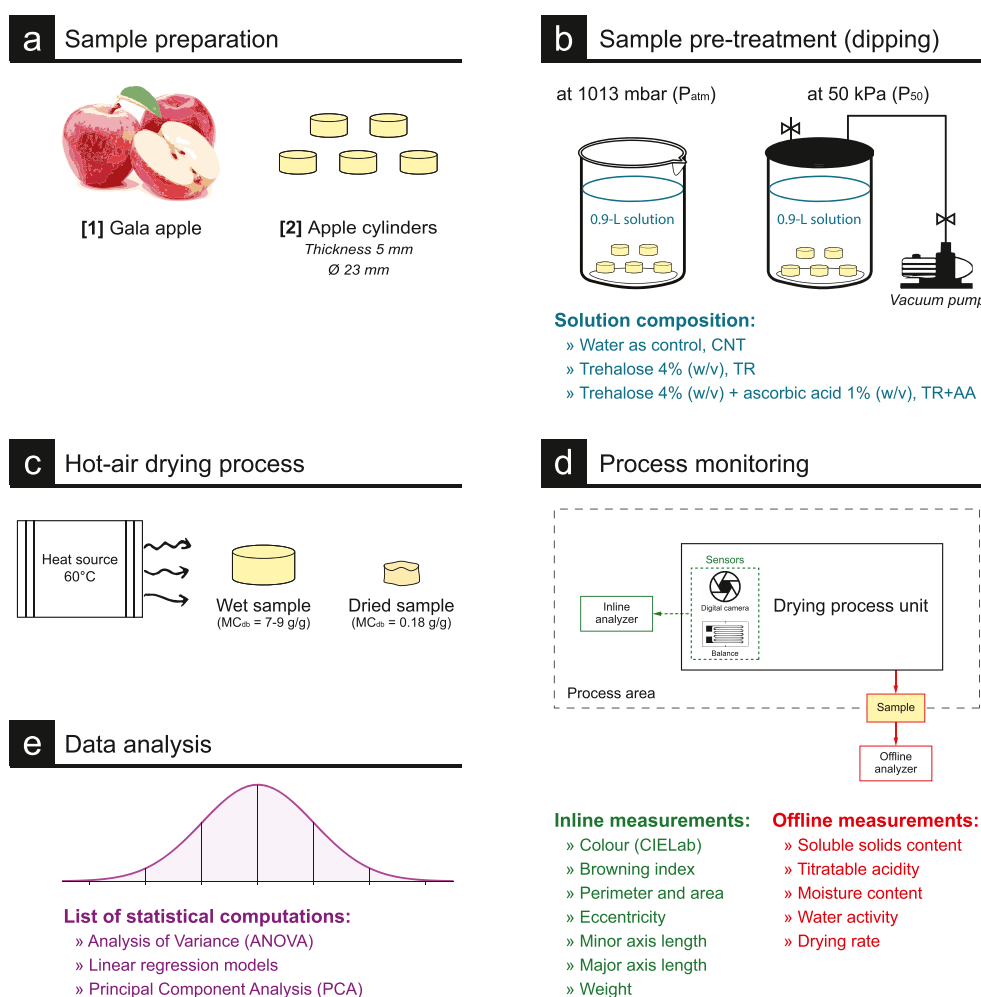 a Sample preparation
[1] Gala apple
[2] Apple cylinders
Thickness 5 mm
Ø 23 mm
b Sample pre-treatment (dipping)
at 1013 mbar (Patm)
at 50 kPa (P50)
0.9-L solution
0.9-L solution
Vacuum pump
Solution composition:
» Water as control, CNT
» Trehalose 4% (w/v), TR
» Trehalose 4% (w/v) + ascorbic acid 1% (w/v), TR+AA
c Hot-air drying process
Heat source
60°C
Wet sample
(MCdb = 7-9 g/g)
Dried sample
(MCdb = 0.18 g/g)
d Process monitoring
Sensors
Digital camera
Balance
Inline
analyzer
Drying process unit
Process area
Sample
Offline
analyzer
Inline measurements:
» Colour (CIELab)
» Browning index
» Perimeter and area
» Eccentricity
» Minor axis length
» Major axis length
» Weight
Offline measurements:
» Soluble solids content
» Titratable acidity
» Moisture content
» Water activity
» Drying rate
e Data analysis
List of statistical computations:
» Analysis of Variance (ANOVA)
» Linear regression models
» Principal Component Analysis (PCA)